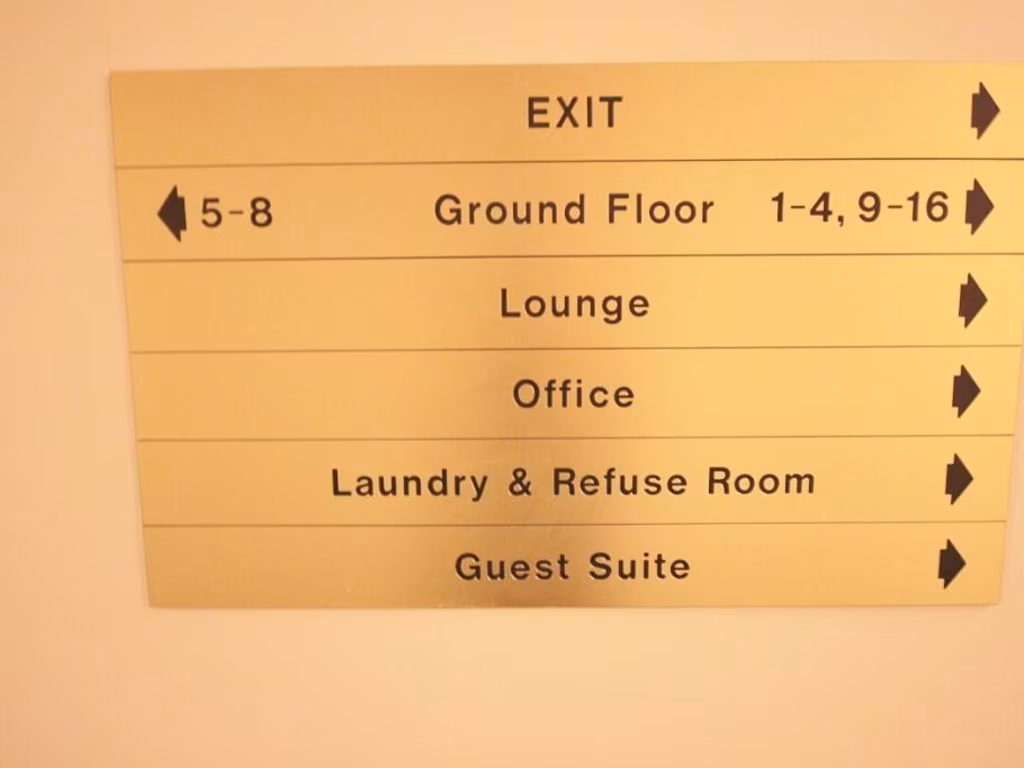 EXIT
5-8 Ground Floor 1-4, 9-16
Lounge
Office
Laundry & Refuse Room
Guest Suite